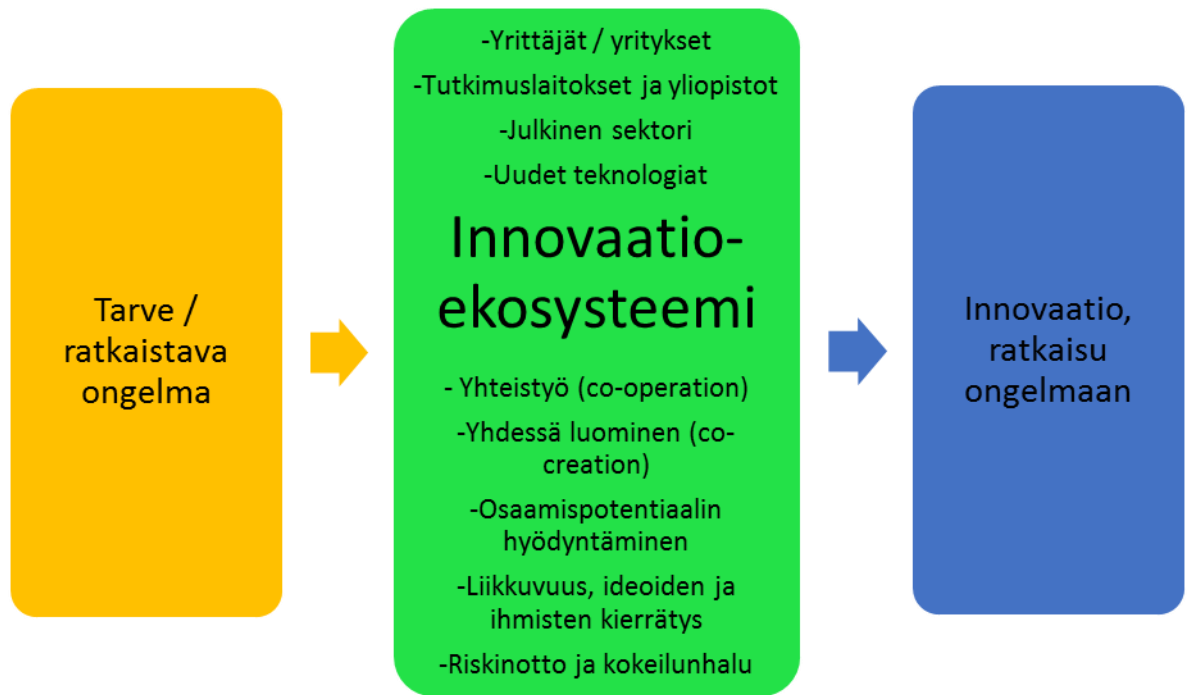 Tarve /
ratkaistava
ongelma
-Yrittäjät / yritykset
-Tutkimuslaitokset ja yliopistot
-Julkinen sektori
-Uudet teknologiat
Innovaatio-
ekosysteemi
- Yhteistyö (co-operation)
-Yhdessä luominen (co-
creation)
-Osaamispotentiaalin
hyödyntäminen
-Liikkuvuus, ideoiden ja
ihmisten kierrätys
-Riskinotto ja kokeilunhalu
Innovaatio,
ratkaisu
ongelmaan